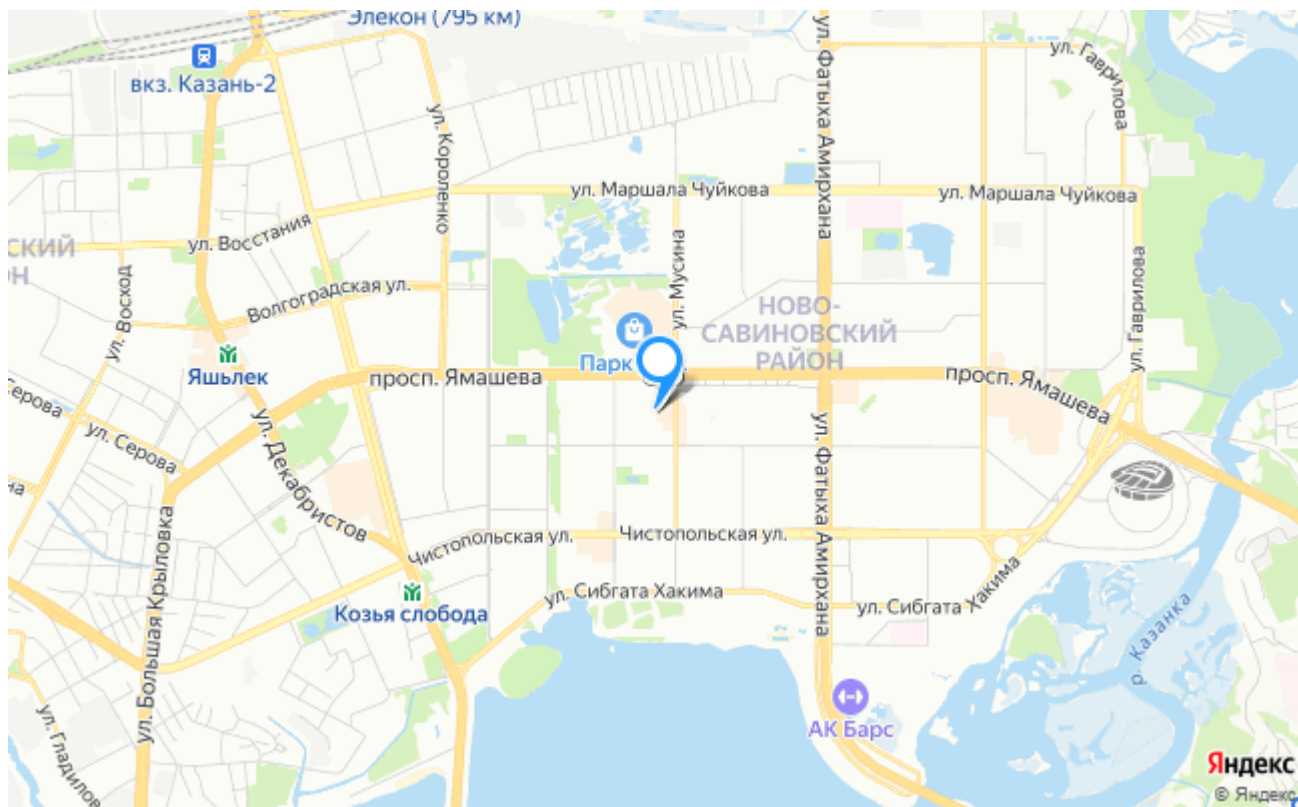 Элекон (795 км)
вкз. Казань-2
ул. Короленко
ул. Фатыха Амирхана
ул. Гаврилова
ул. Маршала Чуйкова
ул. Маршала Чуйкова
ул. Восстания
СКИЙ
ОН
ул. Восход
Волгоградская ул.
ул. Мусина
НОВО-
САВИНОВСКИЙ
РАЙОН
ул. Гаврилова
Яшьлек
Парк
просп. Ямашева
просп. Ямашева
Серова
ул. Серова
ул. Декабристов
ул. Фатыха Амирхана
на
ул. Большая Крыловка
Чистопольская ул.
Чистопольская ул.
Козья слобода
ул. Сибгата Хакима
ул. Сибгата Хакима
р. Казанка
АК Барс
ул. Гладилов
Яндекс
© Яндекс